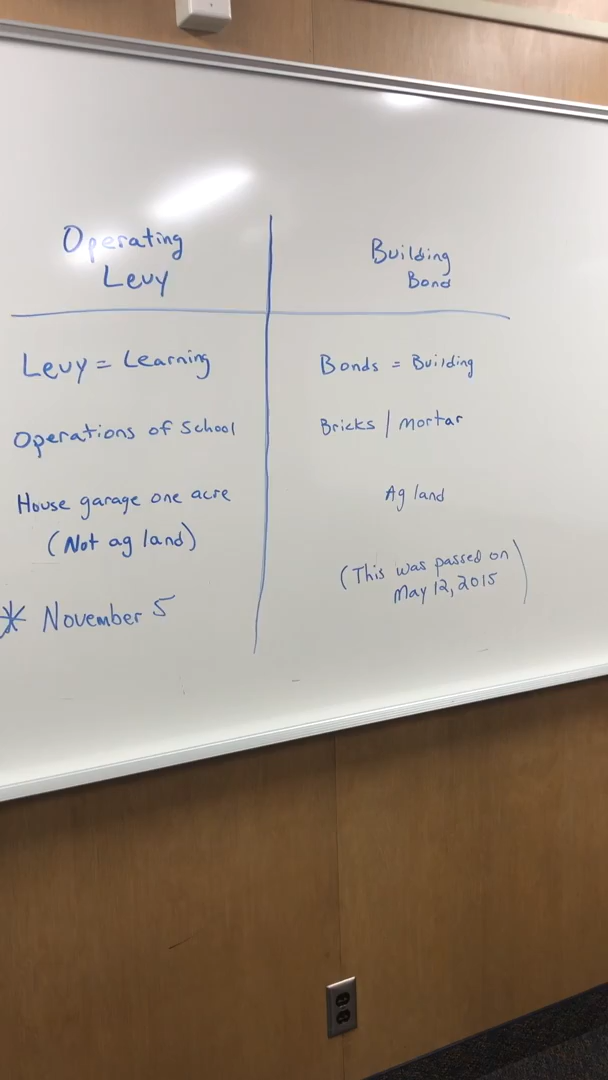 Operating
Levy
Levy = Learning
Operations of School
House garage one acre
(Not ag land)
* November 5
Building
Bond
Bonds = Building
Bricks / mortar
Ag land
(This was passed on
May 12, 2015)